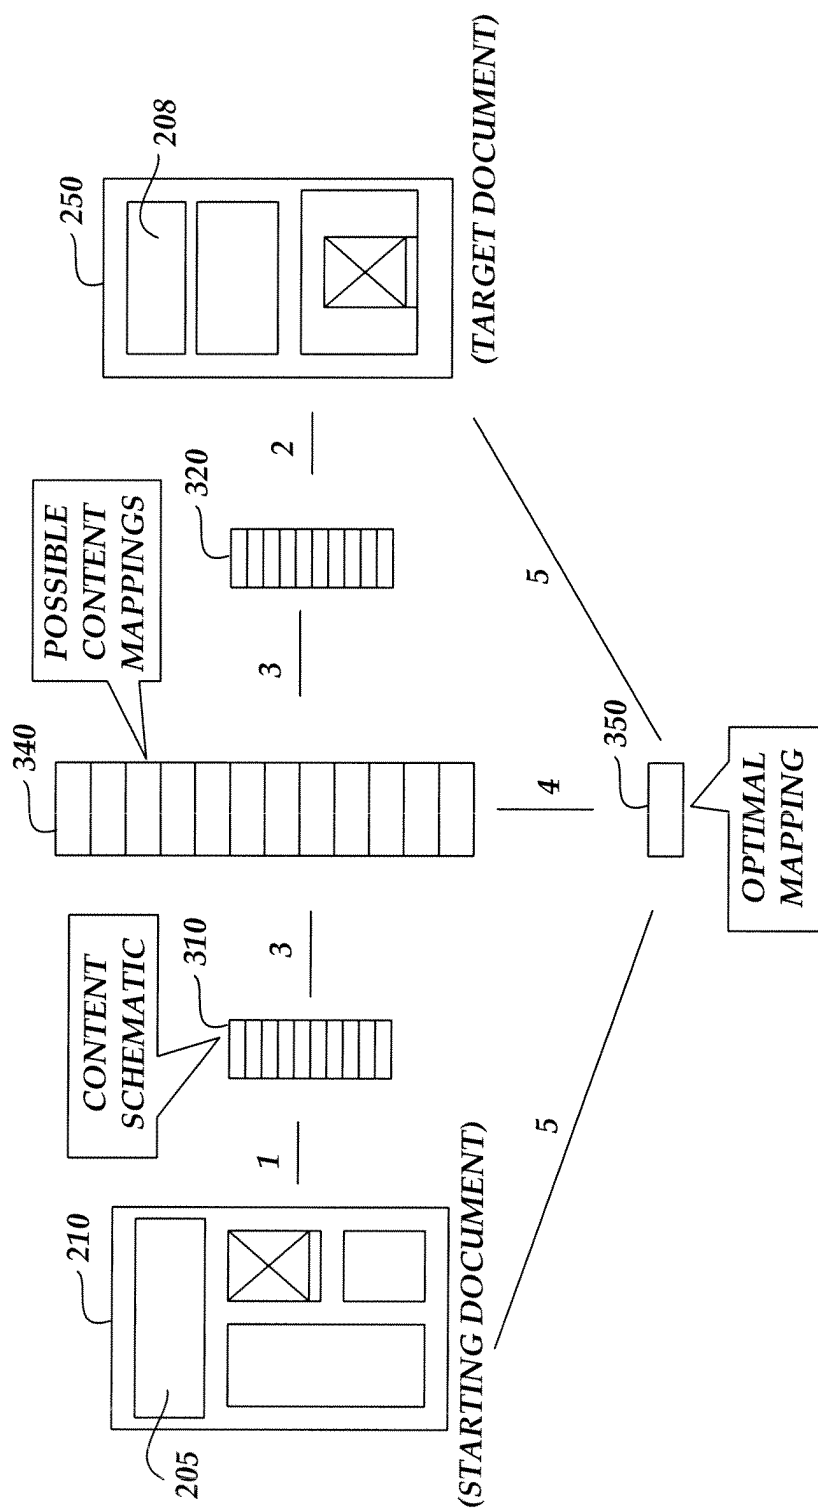 210
205
(STARTING DOCUMENT)
1
CONTENT
SCHEMATIC
310
3
340
POSSIBLE
CONTENT
MAPPINGS
3
320
2
250
208
(TARGET DOCUMENT)
4
5
5
350
OPTIMAL
MAPPING